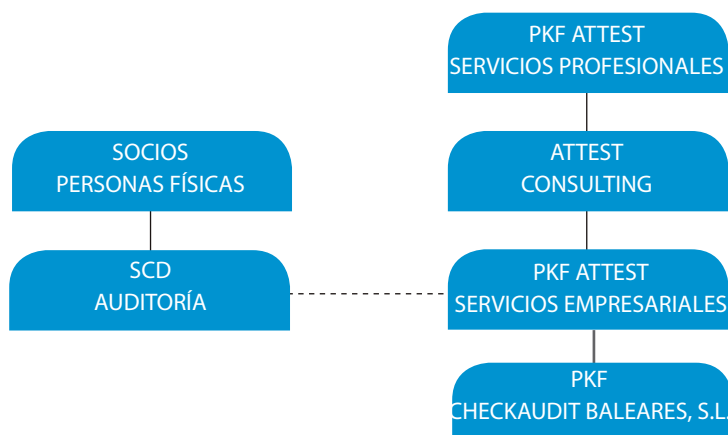 PKF ATTEST
SERVICIOS PROFESIONALES
SOCIOS
PERSONAS FÍSICAS
ATTEST
CONSULTING
SCD
AUDITORÍA
PKF ATTEST
SERVICIOS EMPRESARIALES
PKF
CHECKAUDIT BALEARES, S.L.